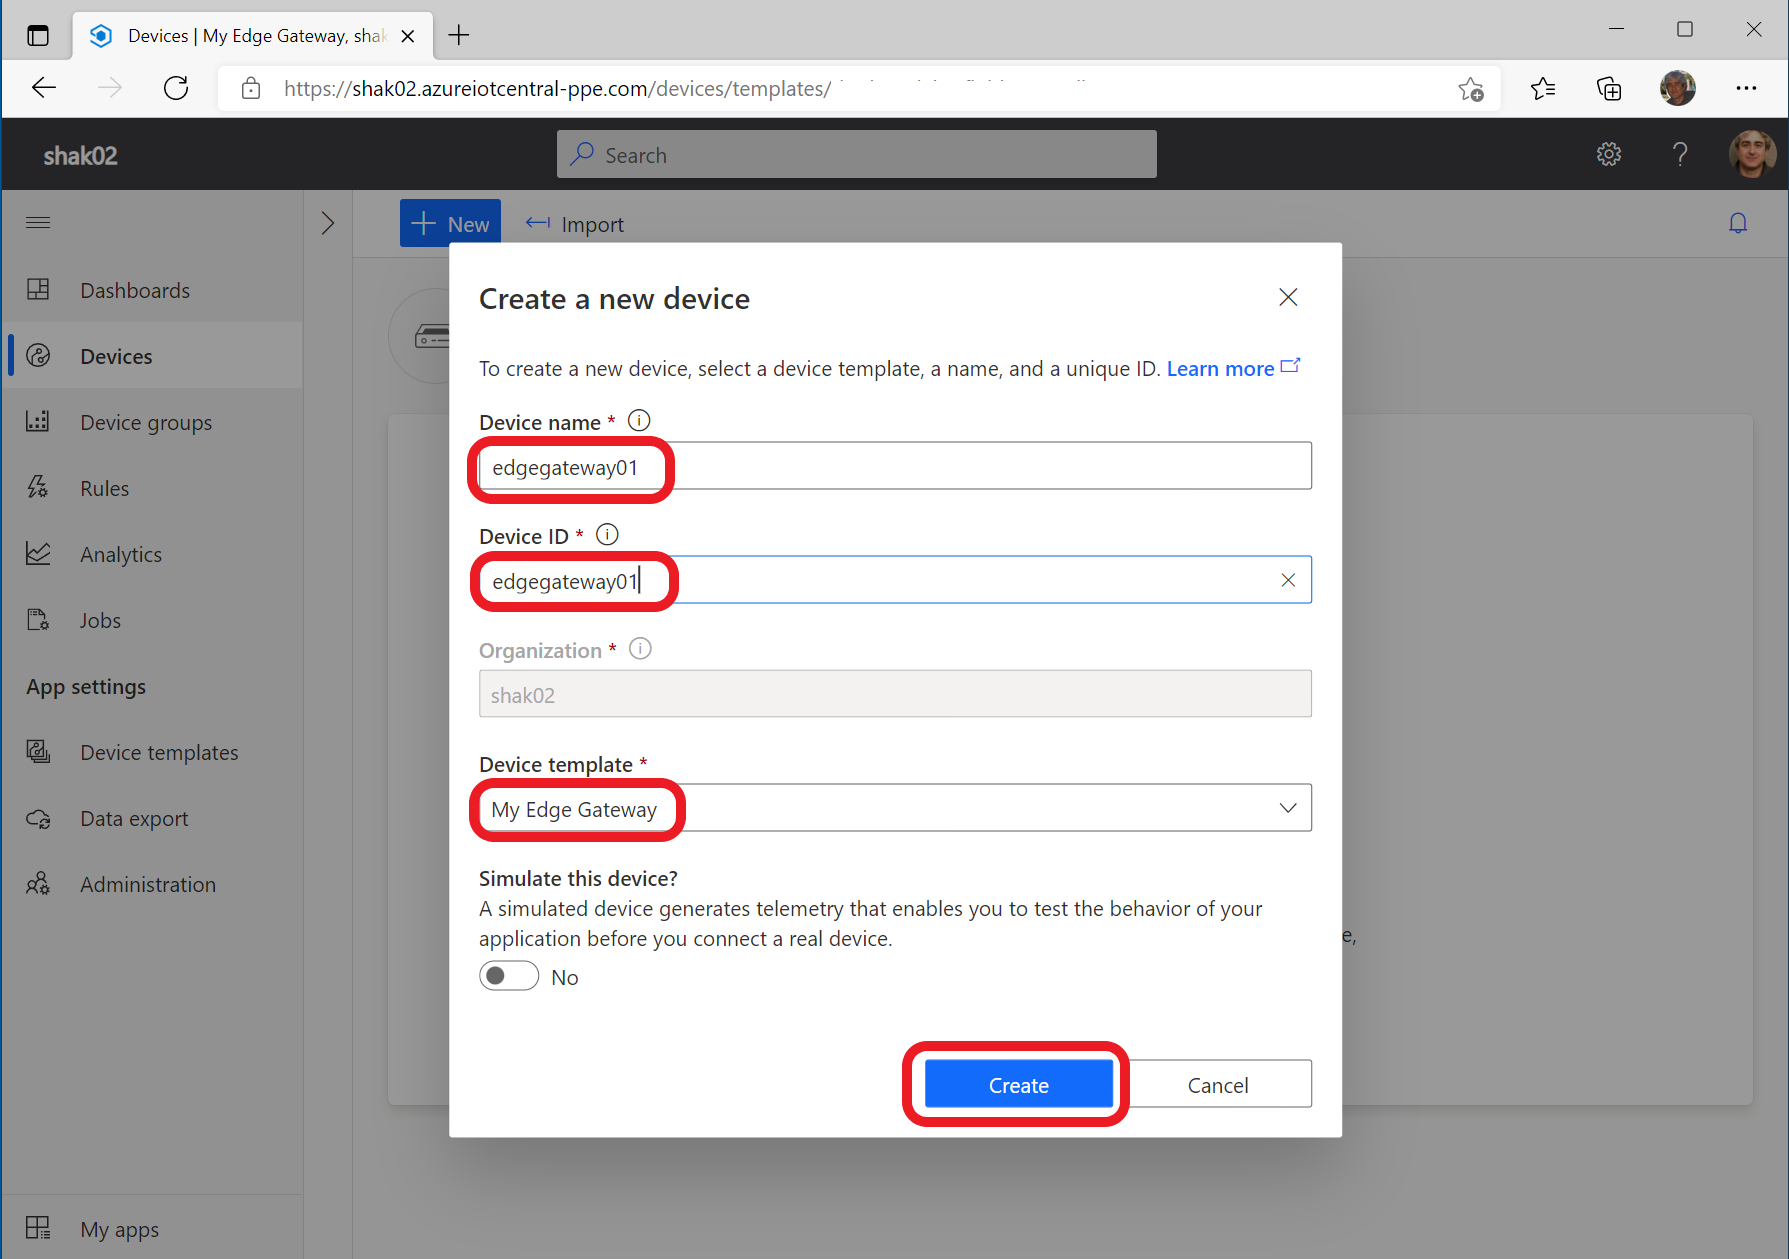 Devices | My Edge Gateway, shak
https://shak02.azureiotcentral-ppe.com/devices/templates/
shak02
Search
New
Import
Dashboards
Devices
Device groups
Rules
Analytics
Jobs
App settings
Device templates
Data export
Administration
My apps
Create a new device
To create a new device, select a device template, a name, and a unique ID. Learn more
Device name *
edgegateway01
Device ID *
edgegateway01
Organization *
shak02
Device template *
My Edge Gateway
Simulate this device?
A simulated device generates telemetry that enables you to test the behavior of your
application before you connect a real device.
No
e,
Create
Cancel